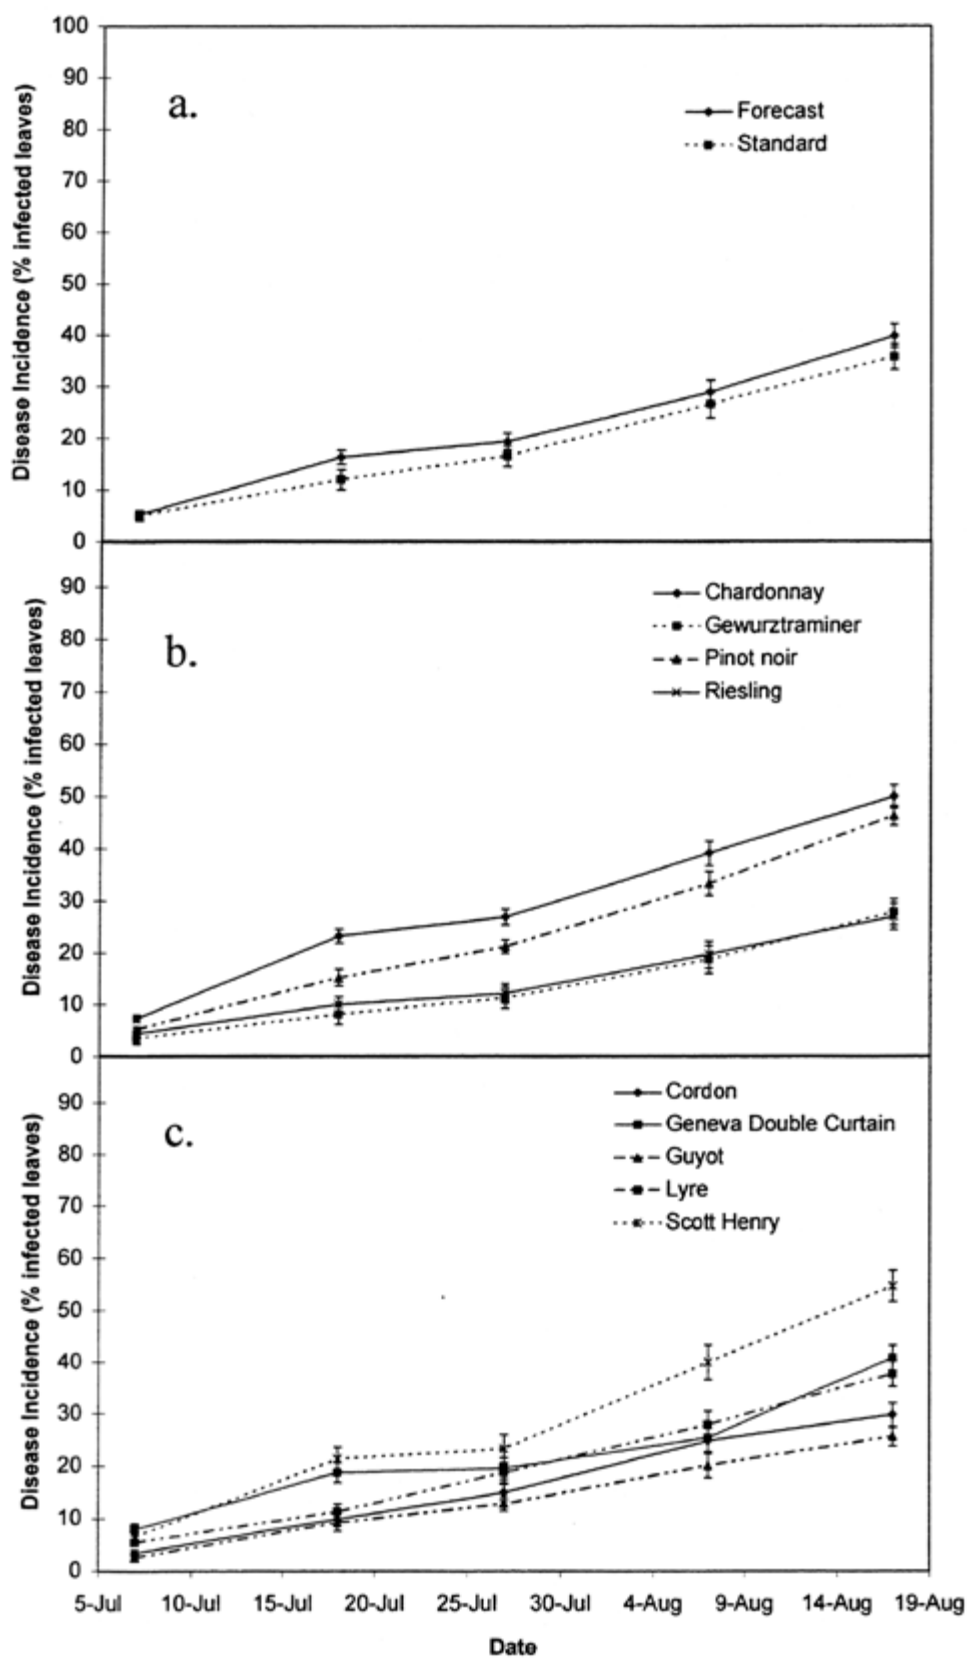 100
90
80
70
60
50
40
30
20
10
0
Disease Incidence (% infected leaves)
a.
Forecast
Standard
90
80
70
60
50
40
30
20
10
0
Disease Incidence (% infected leaves)
b.
Chardonnay
Gewurztraminer
Pinot noir
Riesling
90
80
70
60
50
40
30
20
10
0
Disease Incidence (% infected leaves)
c.
Cordon
Geneva Double Curtain
Guyot
Lyre
Scott Henry
5-Jul 10-Jul 15-Jul 20-Jul 25-Jul 30-Jul 4-Aug 9-Aug 14-Aug 19-Aug
Date